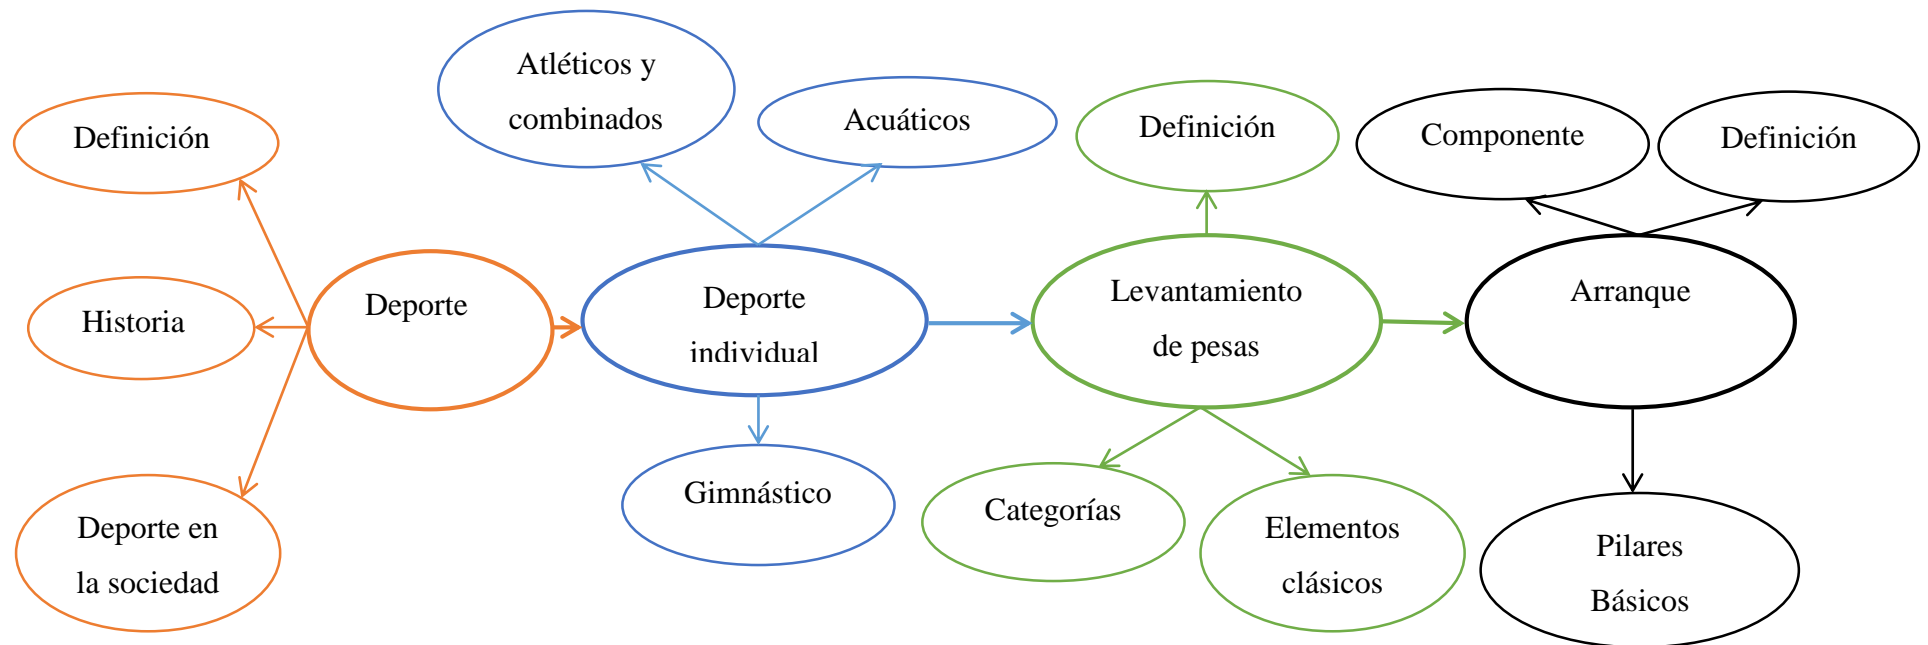 Atléticos y
combinados
Acuáticos
Definición
Definición
Componente
Definición
Historia
Deporte
Deporte
individual
Levantamiento
de pesas
Arranque
Deporte en
la sociedad
Gimnástico
Categorías
Elementos
clásicos
Pilares
Básicos